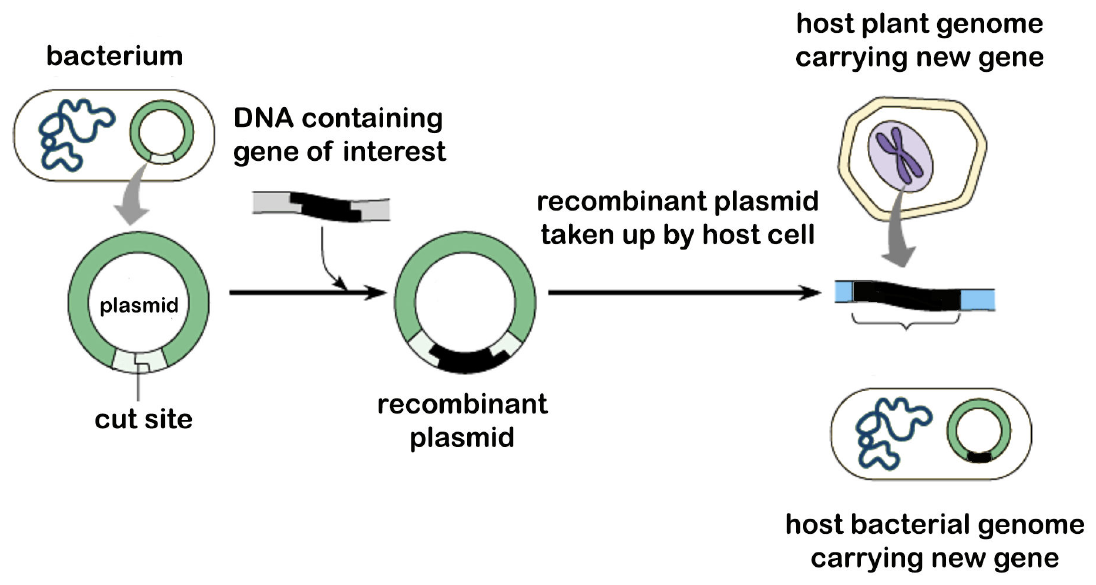 bacterium
DNA containing
gene of interest
plasmid
cut site
recombinant
plasmid
recombinant plasmid
taken up by host cell
host plant genome
carrying new gene
host bacterial genome
carrying new gene